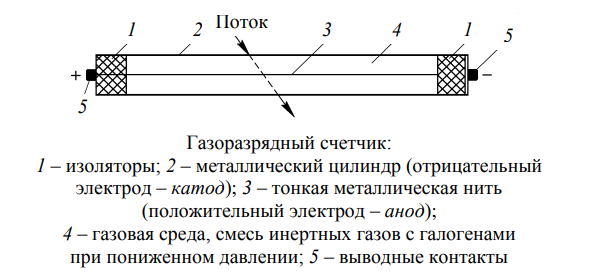 1 2 Поток 3 4 1 5
+ –
5
Газоразрядный счетчик:
1 – изоляторы; 2 – металлический цилиндр (отрицательный
электрод – катод); 3 – тонкая металлическая нить
(положительный электрод – анод);
4 – газовая среда, смесь инертных газов с галогенами
при пониженном давлении; 5 – выводные контакты